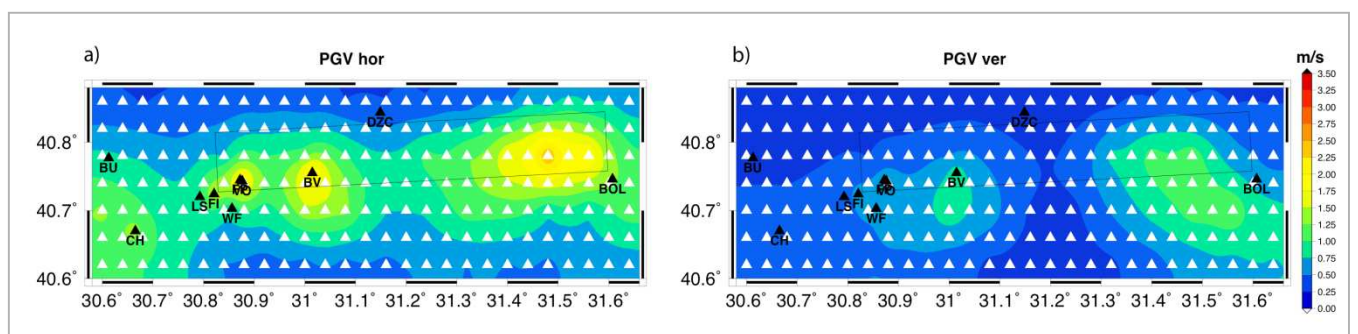 a) PGV hor
b) PGV ver
m/s
40.8˚
40.7˚
40.6˚
30.6˚ 30.7˚ 30.8˚ 30.9˚ 31˚ 31.1˚ 31.2˚ 31.3˚ 31.4˚ 31.5˚ 31.6˚
BU
CH
LS
FI
WF
VO
BV
DZC
BOL
40.8˚
40.7˚
40.6˚
30.6˚ 30.7˚ 30.8˚ 30.9˚ 31˚ 31.1˚ 31.2˚ 31.3˚ 31.4˚ 31.5˚ 31.6˚
BU
CH
LS
FI
WF
VO
BV
DZC
BOL
3.50
3.25
3.00
2.75
2.50
2.25
2.00
1.75
1.50
1.25
1.00
0.75
0.50
0.25
0.00